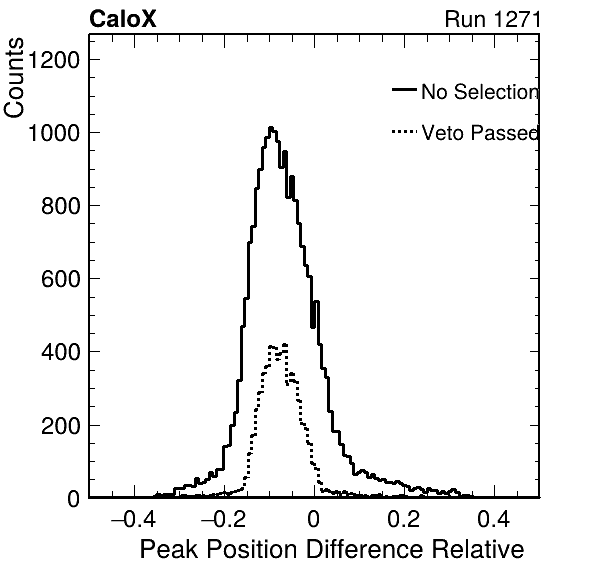 CaloX Run 1271
Counts
1200
1000
800
600
400
200
0
No Selection
Veto Passed
−0.4 −0.2 0 0.2 0.4
Peak Position Difference Relative